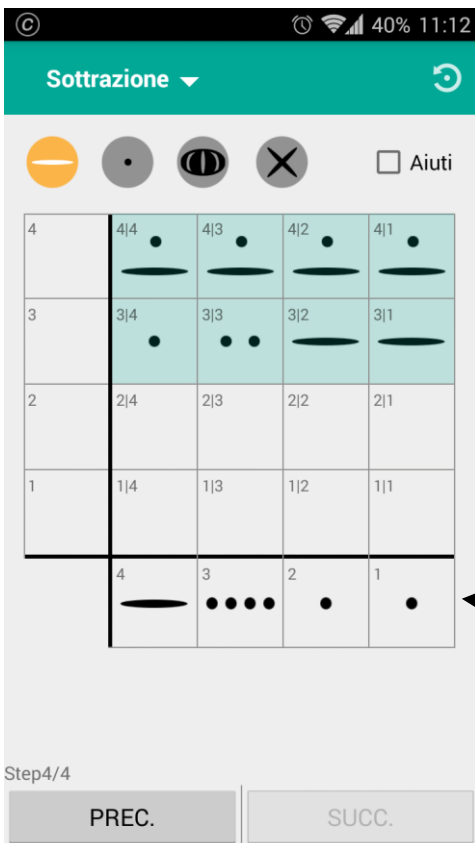 © 40% 11:12
Sottrazione
Aiuti
4 4|4 4|3 4|2 4|1
3 3|4 3|3 3|2 3|1
2 2|4 2|3 2|2 2|1
1 1|4 1|3 1|2 1|1
4 3 2 1
Step4/4
PREC. SUCC.